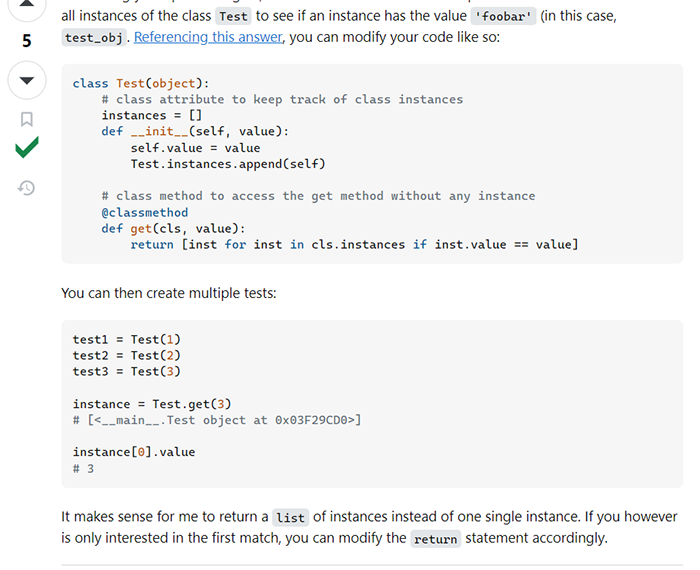 all instances of the class Test to see if an instance has the value 'foobar' (in this case,
5
test_obj . Referencing this answer, you can modify your code like so:
class Test(object):
    # class attribute to keep track of class instances
    instances = []
    def __init__(self, value):
        self.value = value
        Test.instances.append(self)

    # class method to access the get method without any instance
    @classmethod
    def get(cls, value):
        return [inst for inst in cls.instances if inst.value == value]
You can then create multiple tests:
test1 = Test(1)
test2 = Test(2)
test3 = Test(3)

instance = Test.get(3)
# [<__main__.Test object at 0x03F29CD0>]

instance[0].value
# 3
It makes sense for me to return a list of instances instead of one single instance. If you however
is only interested in the first match, you can modify the return statement accordingly.